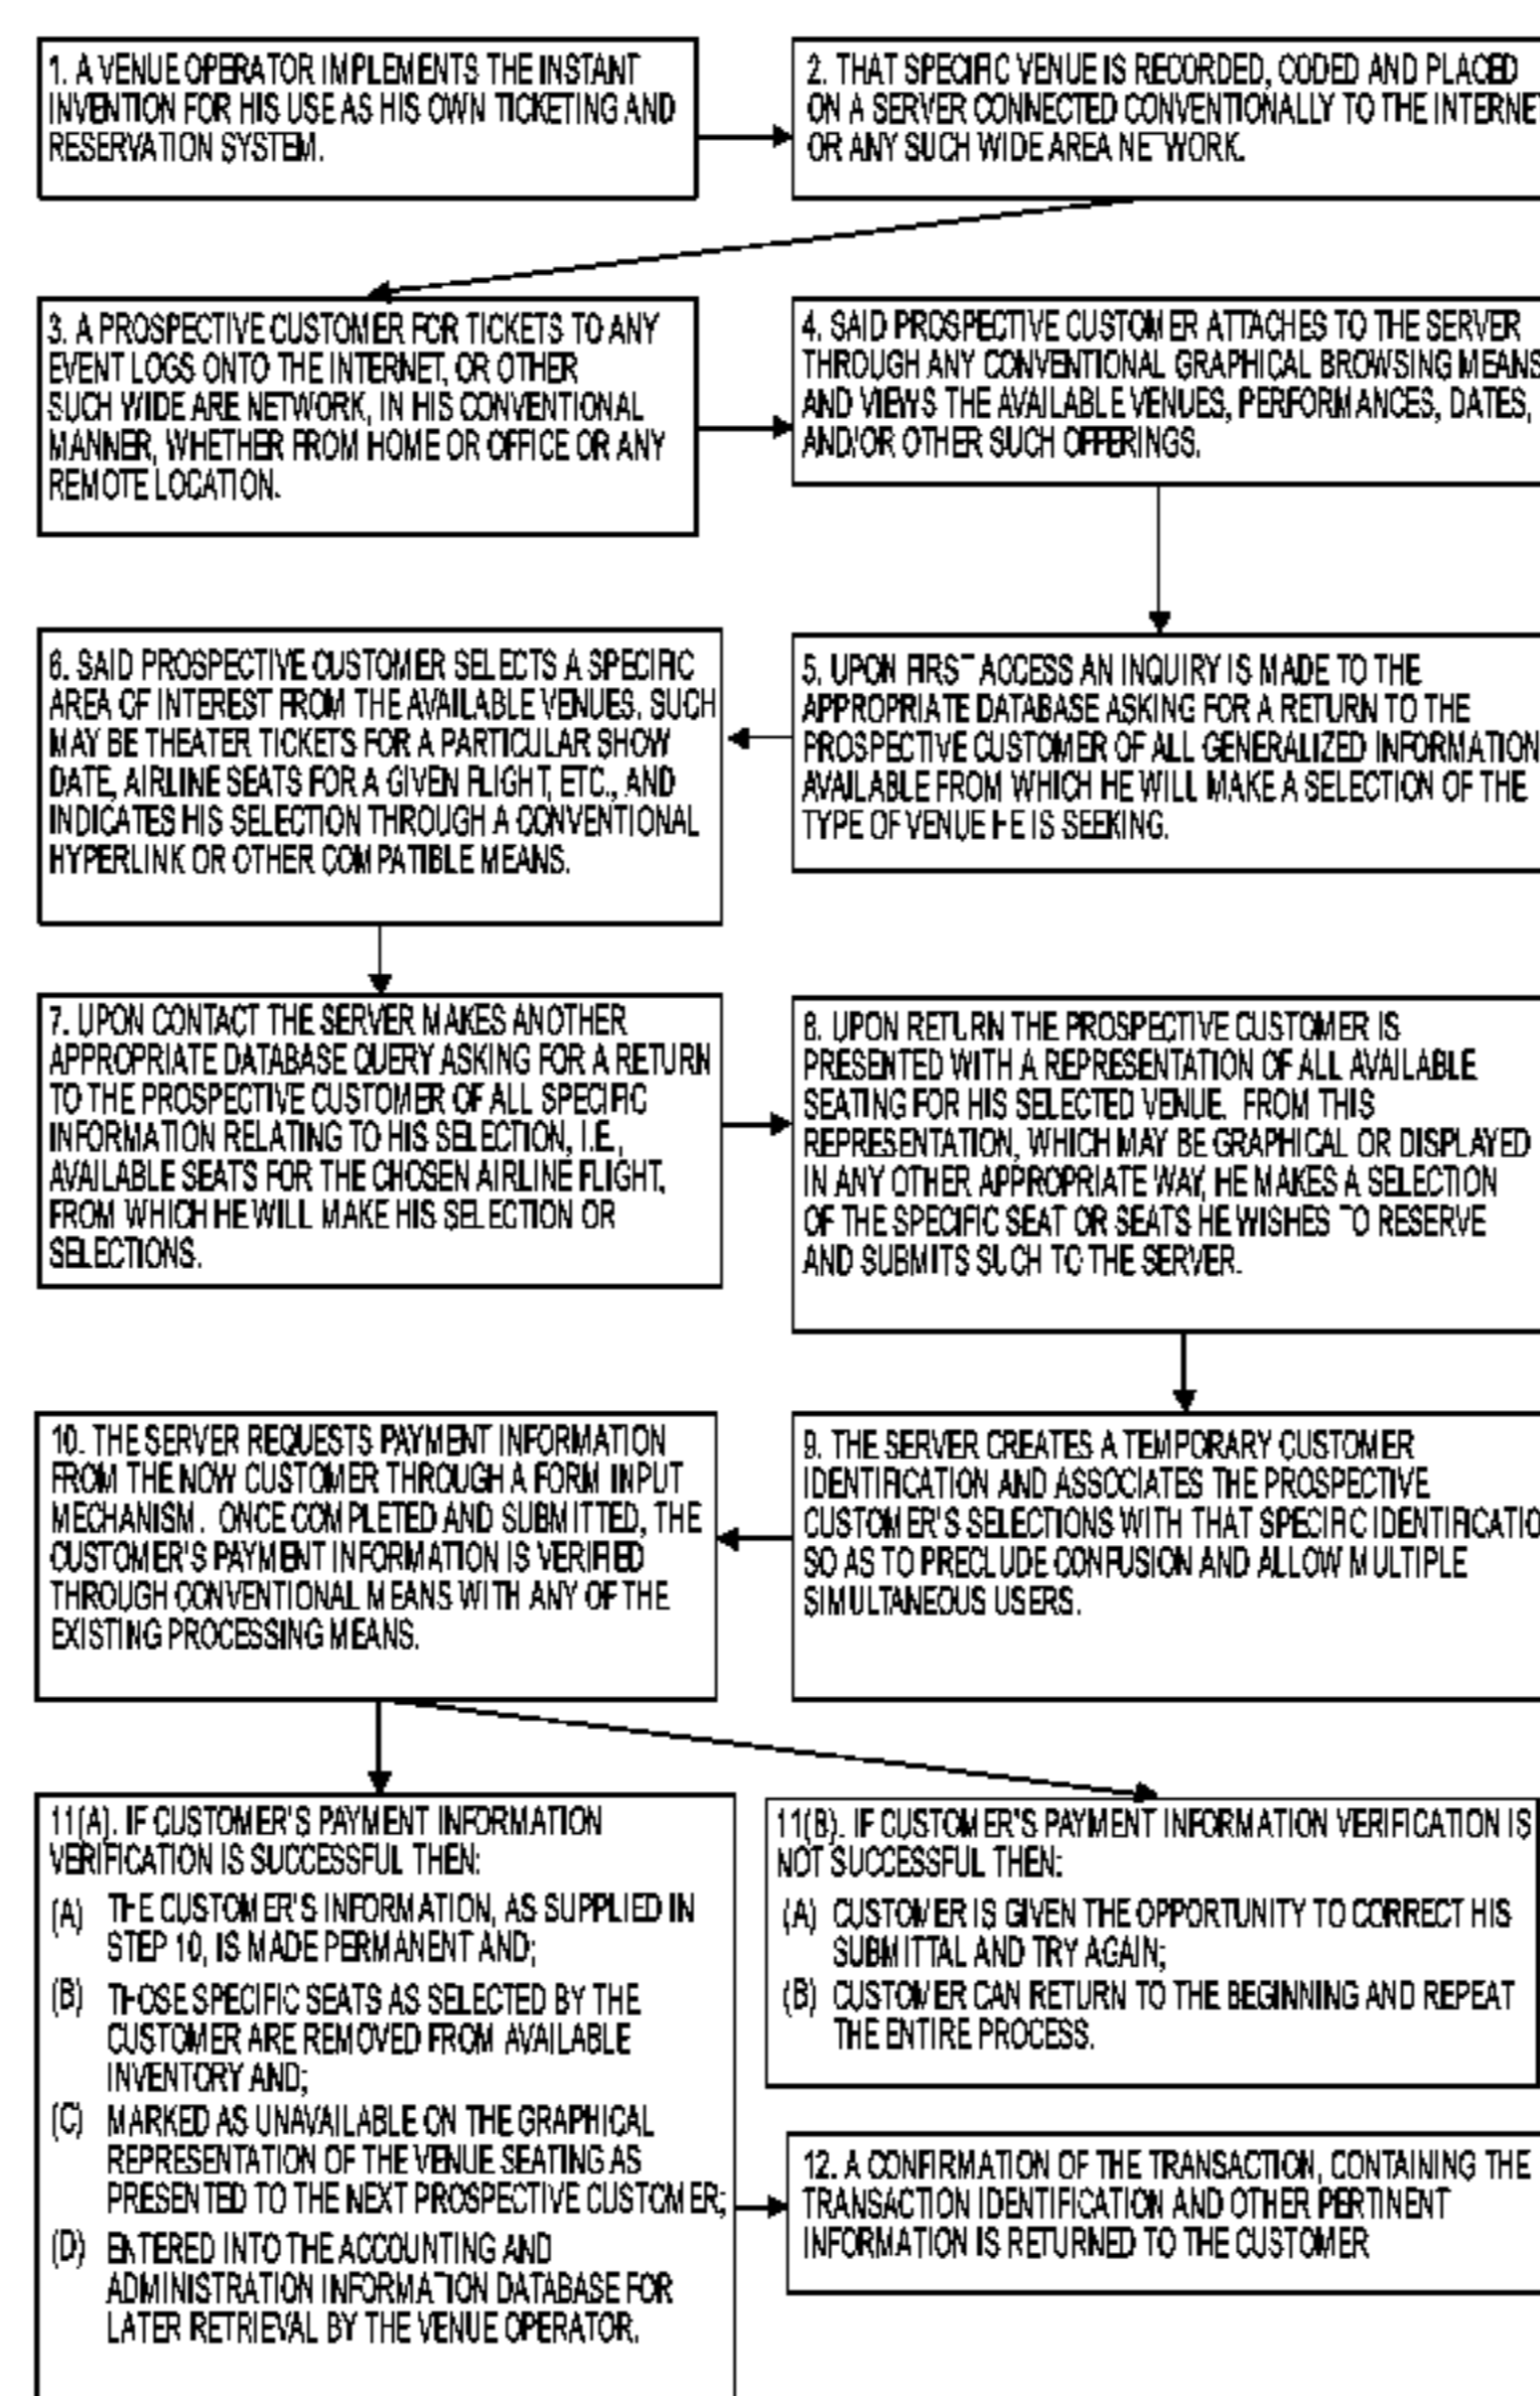 1. A VENUE OPERATOR IMPLEMENTS THE INSTANT
INVENTION FOR HIS USE AS HIS OWN TICKETING AND
RESERVATION SYSTEM.
2. THAT SPECIFIC VENUE IS RECORDED, CODED AND PLACED
ON A SERVER CONNECTED CONVENTIONALLY TO THE INTERNET
OR ANY SUCH WIDE AREA NETWORK.
3. A PROSPECTIVE CUSTOMER FOR TICKETS TO ANY
EVENT LOGS ONTO THE INTERNET, OR OTHER
SUCH WIDE ARE NETWORK, IN HIS CONVENTIONAL
MANNER, WHETHER FROM HOME OR OFFICE OR ANY
REMOTE LOCATION.
4. SAID PROSPECTIVE CUSTOMER ATTACHES TO THE SERVER
THROUGH ANY CONVENTIONAL GRAPHICAL BROWSING MEANS
AND VIEWS THE AVAILABLE VENUES, PERFORMANCES, DATES,
AND/OR OTHER SUCH OFFERINGS.
5. UPON FIRST ACCESS AN INQUIRY IS MADE TO THE
APPROPRIATE DATABASE ASKING FOR A RETURN TO THE
PROSPECTIVE CUSTOMER OF ALL GENERALIZED INFORMATION
AVAILABLE FROM WHICH HE WILL MAKE A SELECTION OF THE
TYPE OF VENUE HE IS SEEKING.
6. SAID PROSPECTIVE CUSTOMER SELECTS A SPECIFIC
AREA OF INTEREST FROM THE AVAILABLE VENUES. SUCH
MAY BE THEATER TICKETS FOR A PARTICULAR SHOW
DATE, AIRLINE SEATS FOR A GIVEN FLIGHT, ETC., AND
INDICATES HIS SELECTION THROUGH A CONVENTIONAL
HYPERLINK OR OTHER COMPATIBLE MEANS.
7. UPON CONTACT THE SERVER MAKES ANOTHER
APPROPRIATE DATABASE QUERY ASKING FOR A RETURN
TO THE PROSPECTIVE CUSTOMER OF ALL SPECIFIC
INFORMATION RELATING TO HIS SELECTION, I.E.,
AVAILABLE SEATS FOR THE CHOSEN AIRLINE FLIGHT,
FROM WHICH HE WILL MAKE HIS SELECTION OR
SELECTIONS.
8. UPON RETURN THE PROSPECTIVE CUSTOMER IS
PRESENTED WITH A REPRESENTATION OF ALL AVAILABLE
SEATING FOR HIS SELECTED VENUE. FROM THIS
REPRESENTATION, WHICH MAY BE GRAPHICAL OR DISPLAYED
IN ANY OTHER APPROPRIATE WAY, HE MAKES A SELECTION
OF THE SPECIFIC SEAT OR SEATS HE WISHES TO RESERVE
AND SUBMITS SUCH TO THE SERVER.
9. THE SERVER CREATES A TEMPORARY CUSTOMER
IDENTIFICATION AND ASSOCIATES THE PROSPECTIVE
CUSTOMER'S SELECTIONS WITH THAT SPECIFIC IDENTIFICATIO
SO AS TO PRECLUDE CONFUSION AND ALLOW MULTIPLE
SIMULTANEOUS USERS.
10. THE SERVER REQUESTS PAYMENT INFORMATION
FROM THE NOW CUSTOMER THROUGH A FORM INPUT
MECHANISM. ONCE COMPLETED AND SUBMITTED, THE
CUSTOMER'S PAYMENT INFORMATION IS VERIFIED
THROUGH CONVENTIONAL MEANS WITH ANY OF THE
EXISTING PROCESSING MEANS.
11(A). IF CUSTOMER'S PAYMENT INFORMATION
VERIFICATION IS SUCCESSFUL THEN:
(A) THE CUSTOMER'S INFORMATION, AS SUPPLIED IN
STEP 10, IS MADE PERMANENT AND;
(B) THOSE SPECIFIC SEATS AS SELECTED BY THE
CUSTOMER ARE REMOVED FROM AVAILABLE
INVENTORY AND;
(C) MARKED AS UNAVAILABLE ON THE GRAPHICAL
REPRESENTATION OF THE VENUE SEATING AS
PRESENTED TO THE NEXT PROSPECTIVE CUSTOMER;
(D) ENTERED INTO THE ACCOUNTING AND
ADMINISTRATION INFORMATION DATABASE FOR
LATER RETRIEVAL BY THE VENUE OPERATOR.
11(B). IF CUSTOMER'S PAYMENT INFORMATION VERIFICATION IS
NOT SUCCESSFUL THEN:
(A) CUSTOMER IS GIVEN THE OPPORTUNITY TO CORRECT HIS
SUBMITTAL AND TRY AGAIN;
(B) CUSTOMER CAN RETURN TO THE BEGINNING AND REPEAT
THE ENTIRE PROCESS.
12. A CONFIRMATION OF THE TRANSACTION, CONTAINING THE
TRANSACTION IDENTIFICATION AND OTHER PERTINENT
INFORMATION IS RETURNED TO THE CUSTOMER